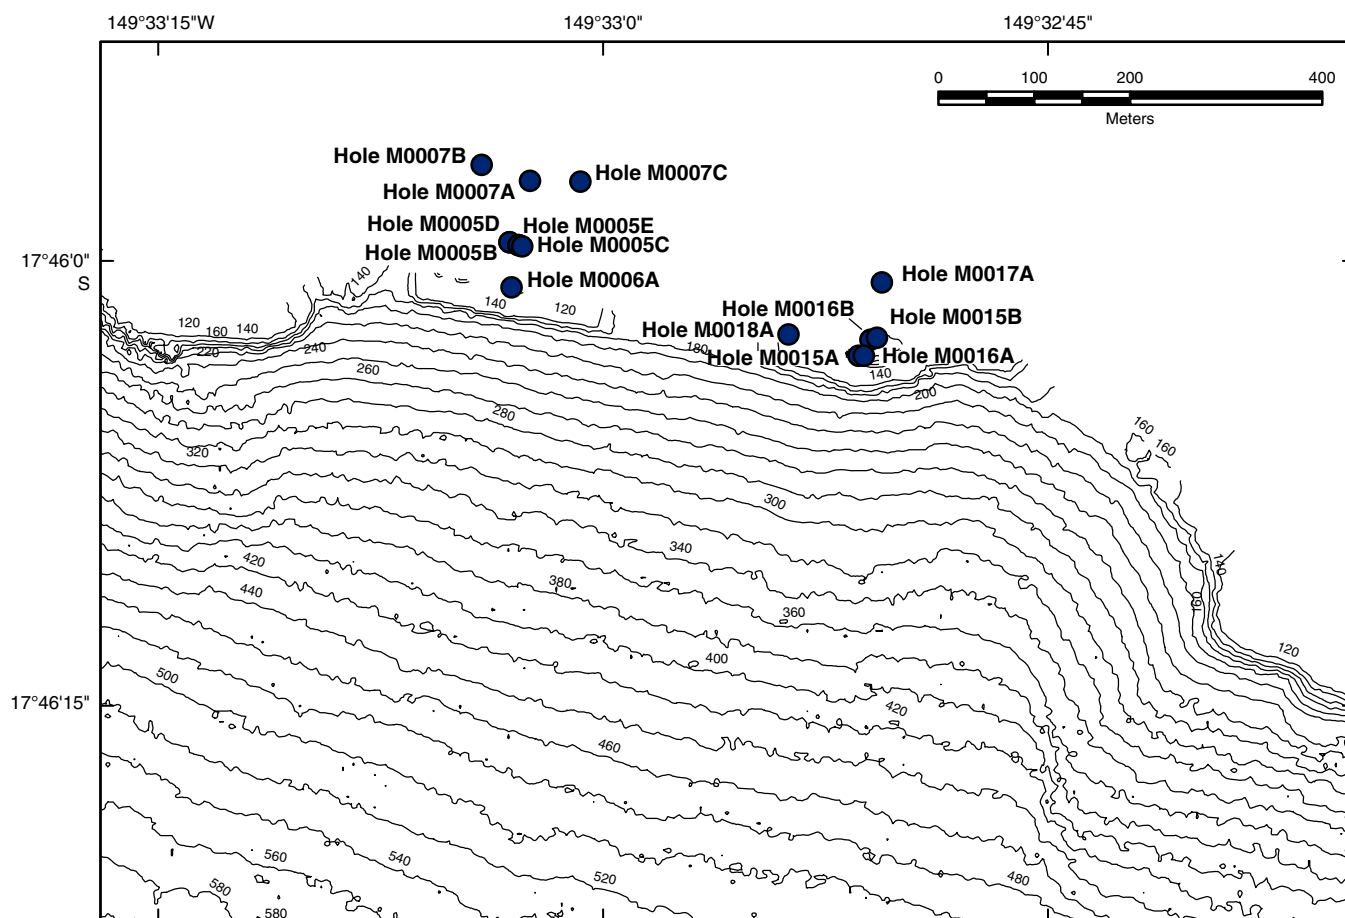 149°33'15"W
149°33'0"
149°32'45"
0 100 200 400
Meters
Hole M0007B
Hole M0007C
Hole M0007A
Hole M0005D
Hole M0005E
Hole M0005C
Hole M0005B
17°46'0"
S
Hole M0006A
Hole M0017A
Hole M0016B
Hole M0015B
Hole M0018A
Hole M0015A
Hole M0016A
140
140
120
120
160
140
220
240
180
140
200
260
280
160
160
320
300
340
140
420
380
440
360
160
400
120
500
17°46'15"
420
460
560
540
520
480
580
580